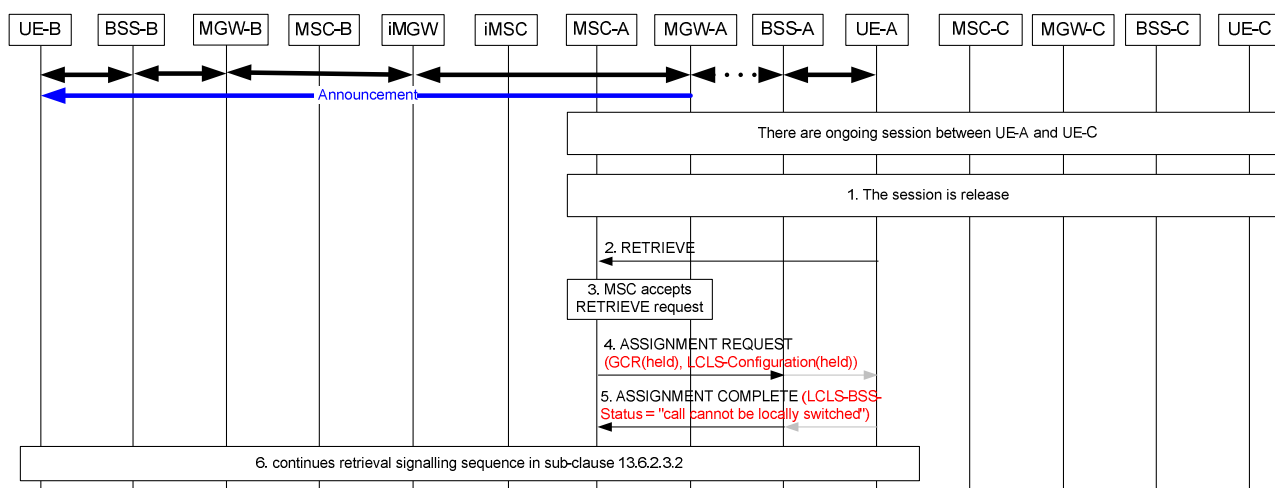 UE-B BSS-B MGW-B MSC-B iMGW iMSC MSC-A MGW-A BSS-A UE-A MSC-C MGW-C BSS-C UE-C
Announcement
There are ongoing session between UE-A and UE-C
1. The session is release
2. RETRIEVE
3. MSC accepts
RETRIEVE request
4. ASSIGNMENT REQUEST
(GCR(held), LCLS-Configuration(held))
5. ASSIGNMENT COMPLETE (LCLS-BSS-
Status = "call cannot be locally switched")
6. continues retrieval signalling sequence in sub-clause 13.6.2.3.2